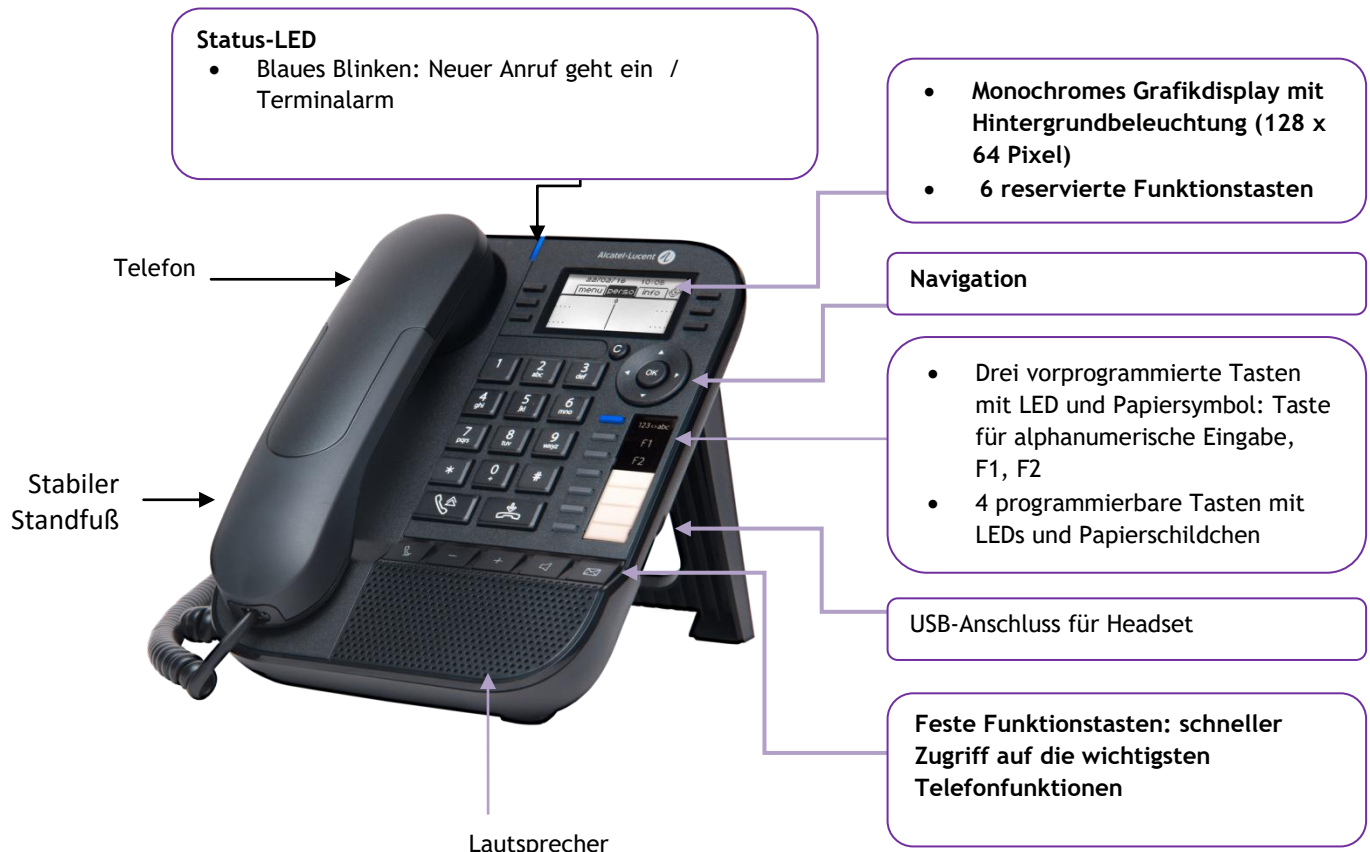 Status-LED
• Blaues Blinken: Neuer Anruf geht ein /
Terminalarm
• Monochromes Grafikdisplay mit
Hintergrundbeleuchtung (128 x
64 Pixel)
• 6 reservierte Funktionstasten
Telefon
Navigation
• Drei vorprogrammierte Tasten
mit LED und Papiersymbol: Taste
für alphanumerische Eingabe,
F1, F2
• 4 programmierbare Tasten mit
LEDs und Papierschildchen
Stabiler
Standfuß
USB-Anschluss für Headset
Feste Funktionstasten: schneller
Zugriff auf die wichtigsten
Telefonfunktionen
Lautsprecher
Alcatel-Lucent
menu perso info
C
OK
1 2 abc 3 def
4 ghi 5 jkl 6 mno
7 pqrs 8 tuv 9 wxyz
* 0 + #
123↔abc
F1
F2
- +